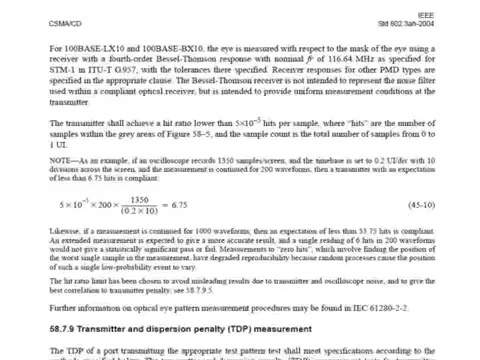 IEEE
CSMA/CD Std 802.3ah-2004
For 100BASE-LX10 and 100BASE-BX10, the eye is measured with respect to the mask of the eye using a
receiver with a fourth-order Bessel-Thomson response with nominal fr of 116.64 MHz as specified for
STM-1 in ITU-T G.957, with the tolerances there specified. Receiver responses for other PMD types are
specified in the appropriate clause. The Bessel-Thomson receiver is not intended to represent the noise filter
used within a compliant optical receiver, but is intended to provide uniform measurement conditions at the
transmitter.
The transmitter shall achieve a hit ratio lower than 5×10⁻⁵ hits per sample, where “hits” are the number of
samples within the grey areas of Figure 58–5, and the sample count is the total number of samples from 0 to
1 UI.
NOTE—As an example, if an oscilloscope records 1350 samples/screen, and the timebase is set to 0.2 UI/div with 10
divisions across the screen, and the measurement is continued for 200 waveforms, then a transmitter with an expectation
of less than 6.75 hits is compliant:
5 × 10⁻⁵ × 200 × 1350 / (0.2 × 10) = 6.75 (45-10)
Likewise, if a measurement is continued for 1000 waveforms, then an expectation of less than 33.75 hits is compliant.
An extended measurement is expected to give a more accurate result, and a single reading of 6 hits in 200 waveforms
would not give a statistically significant pass or fail. Measurements to “zero hits”, which involve finding the position of
the worst single sample in the measurement, have degraded reproducibility because random processes cause the position
of such a single low-probability event to vary.
The hit ratio limit has been chosen to avoid misleading results due to transmitter and oscilloscope noise, and to give the
best correlation to transmitter penalty; see 58.7.9.5.
Further information on optical eye pattern measurement procedures may be found in IEC 61280-2-2.
58.7.9 Transmitter and dispersion penalty (TDP) measurement
The TDP of a port transmitting the appropriate test pattern shall meet specifications according to the